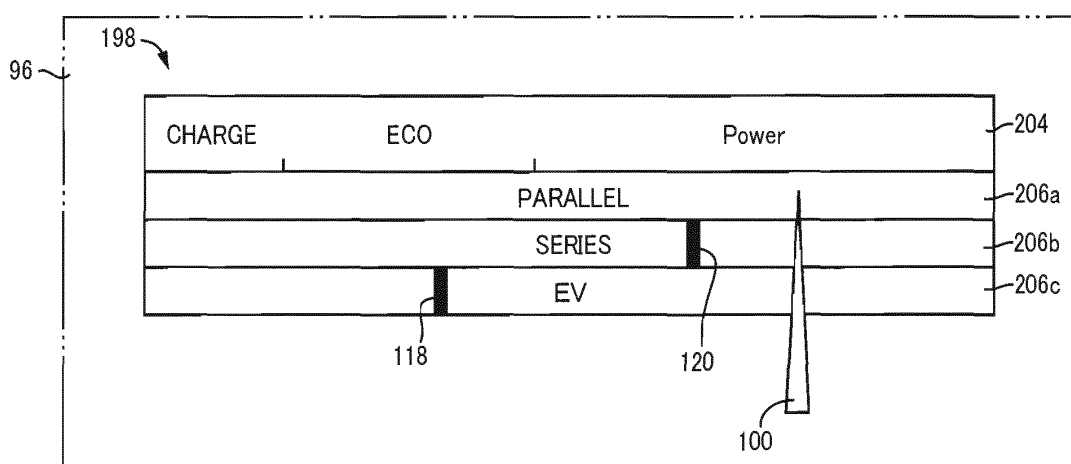 198
96
CHARGE ECO Power 204
PARALLEL 206a
SERIES 206b
EV 206c
118 120
100